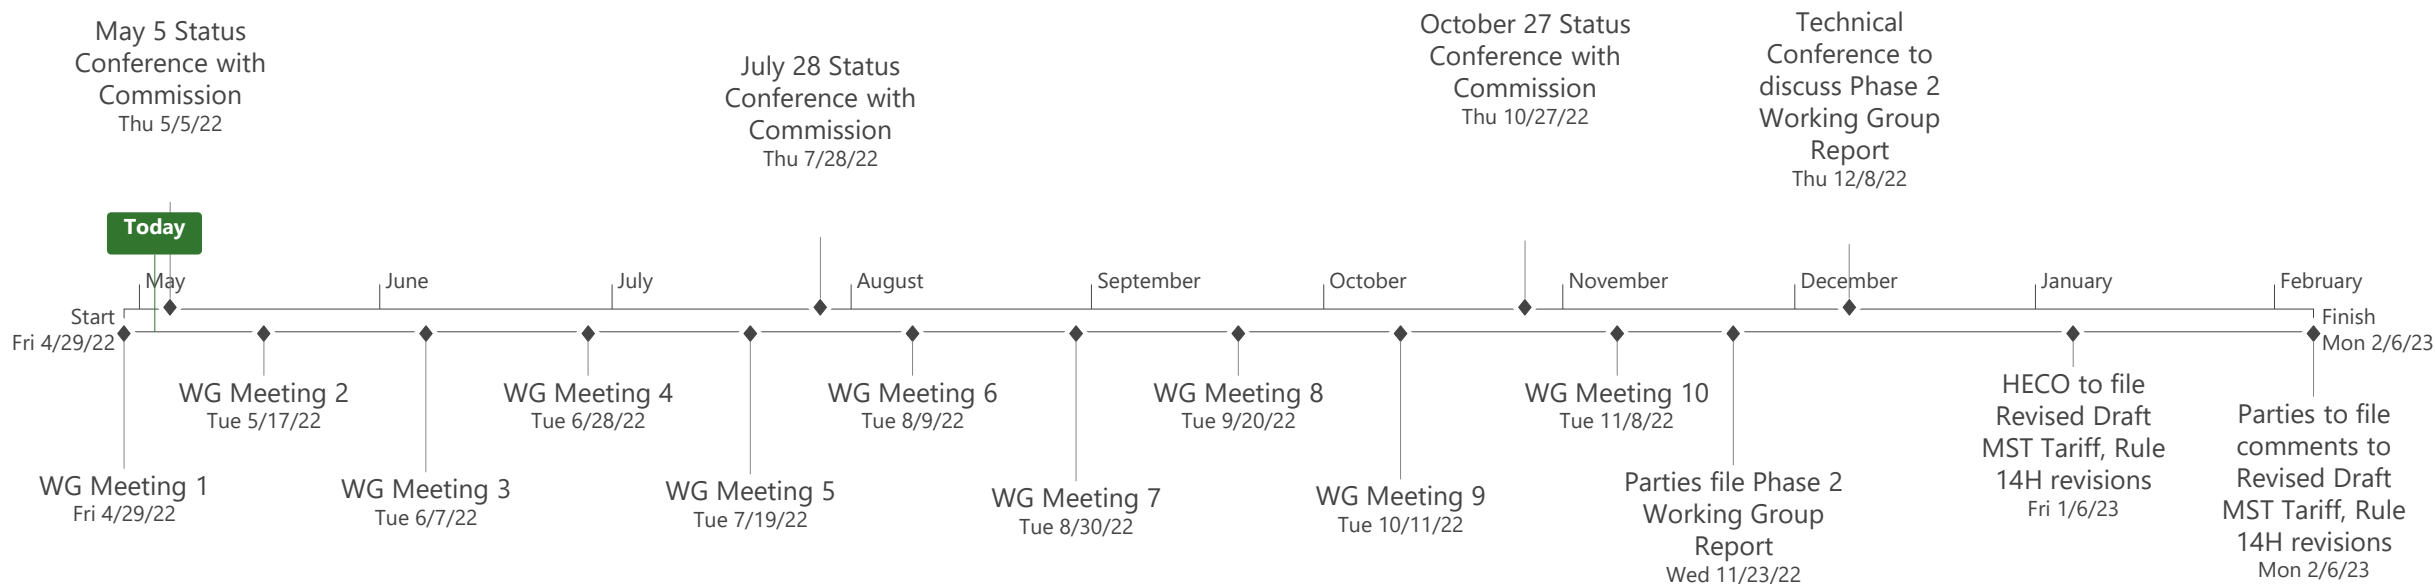 May 5 Status
Conference with
Commission
Thu 5/5/22
July 28 Status
Conference with
Commission
Thu 7/28/22
October 27 Status
Conference with
Commission
Thu 10/27/22
Technical
Conference to
discuss Phase 2
Working Group
Report
Thu 12/8/22
Today
May
June
July
August
September
October
November
December
January
February
Start
Fri 4/29/22
Finish
Mon 2/6/23
WG Meeting 1
Fri 4/29/22
WG Meeting 2
Tue 5/17/22
WG Meeting 3
Tue 6/7/22
WG Meeting 4
Tue 6/28/22
WG Meeting 5
Tue 7/19/22
WG Meeting 6
Tue 8/9/22
WG Meeting 7
Tue 8/30/22
WG Meeting 8
Tue 9/20/22
WG Meeting 9
Tue 10/11/22
WG Meeting 10
Tue 11/8/22
Parties file Phase 2
Working Group
Report
Wed 11/23/22
HECO to file
Revised Draft
MST Tariff, Rule
14H revisions
Fri 1/6/23
Parties to file
comments to
Revised Draft
MST Tariff, Rule
14H revisions
Mon 2/6/23